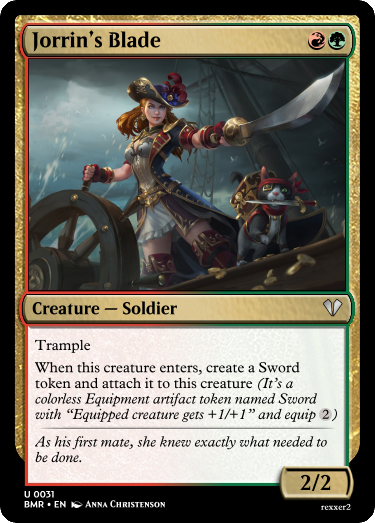 Jorrin's Blade
Creature — Soldier
Trample
When this creature enters, create a Sword
token and attach it to this creature (It's a
colorless Equipment artifact token named Sword
with “Equipped creature gets +1/+1” and equip 2)
As his first mate, she knew exactly what needed to
be done.
2/2
U 0031
BMR • EN Anna Christenson
rexxer2